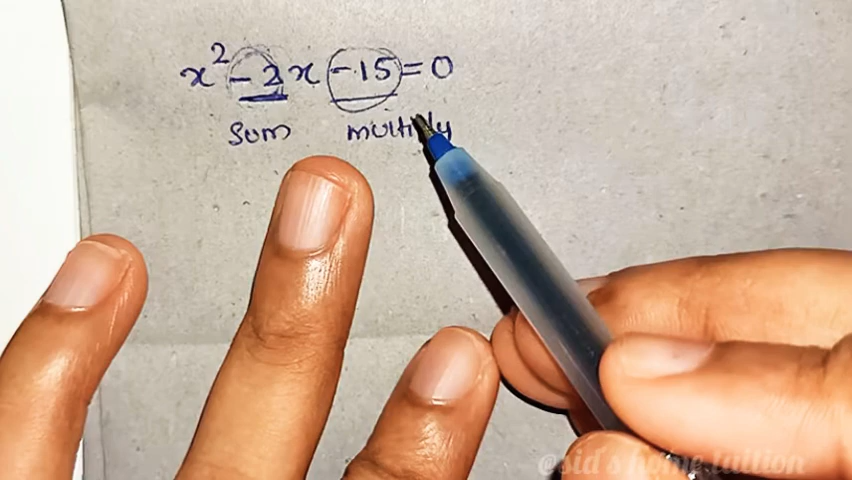 x² - 2x - 15 = 0
Sum multiply
@sid's home tuition